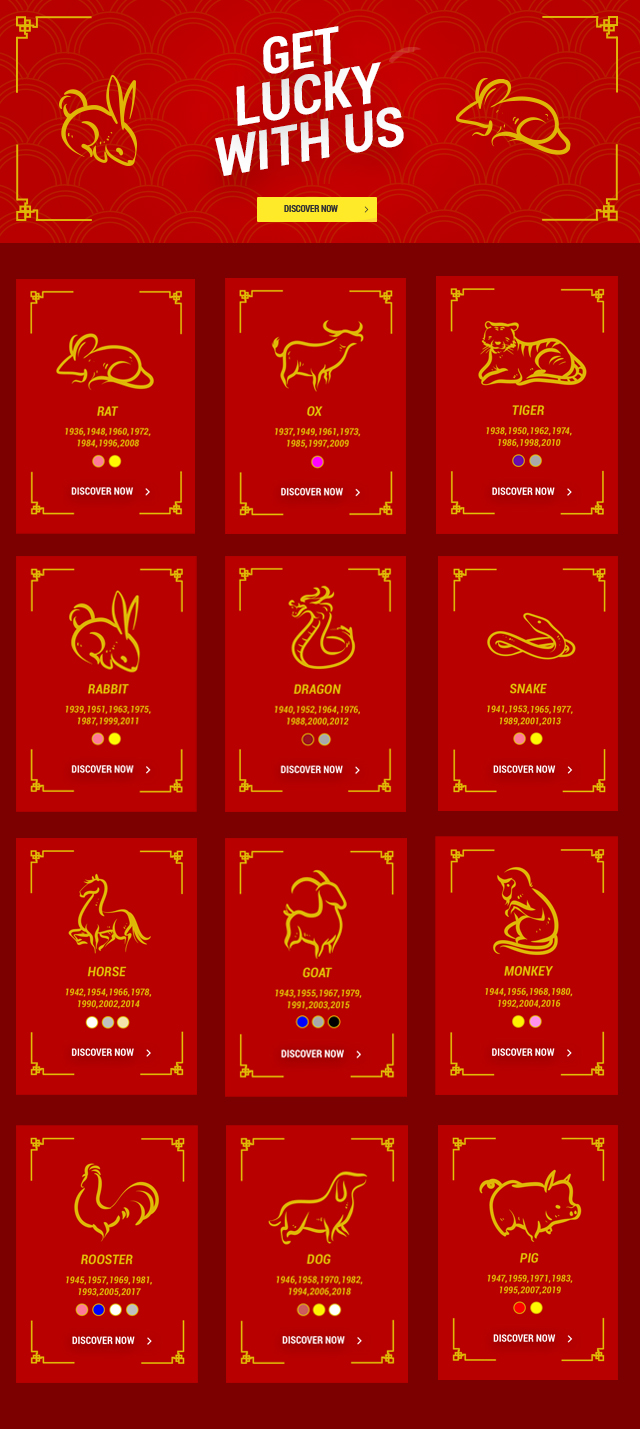 GET
LUCKY
WITH US
DISCOVER NOW
RAT
1936,1948,1960,1972,
1984,1996,2008
DISCOVER NOW
OX
1937,1949,1961,1973,
1985,1997,2009
DISCOVER NOW
TIGER
1938,1950,1962,1974,
1986,1998,2010
DISCOVER NOW
RABBIT
1939,1951,1963,1975,
1987,1999,2011
DISCOVER NOW
DRAGON
1940,1952,1964,1976,
1988,2000,2012
DISCOVER NOW
SNAKE
1941,1953,1965,1977,
1989,2001,2013
DISCOVER NOW
HORSE
1942,1954,1966,1978,
1990,2002,2014
DISCOVER NOW
GOAT
1943,1955,1967,1979,
1991,2003,2015
DISCOVER NOW
MONKEY
1944,1956,1968,1980,
1992,2004,2016
DISCOVER NOW
ROOSTER
1945,1957,1969,1981,
1993,2005,2017
DISCOVER NOW
DOG
1946,1958,1970,1982,
1994,2006,2018
DISCOVER NOW
PIG
1947,1959,1971,1983,
1995,2007,2019
DISCOVER NOW